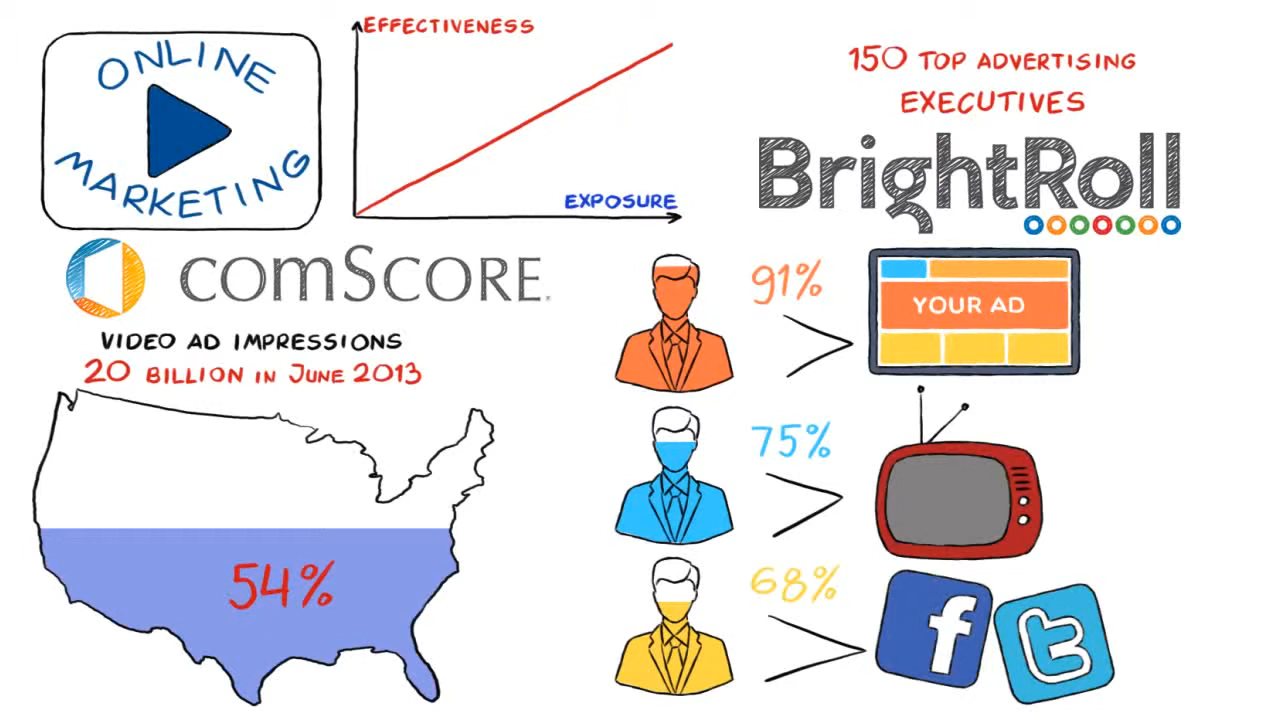 ONLINE
MARKETING
EFFECTIVENESS
EXPOSURE
comScore.
VIDEO AD IMPRESSIONS
20 BILLION IN JUNE 2013
54%
150 TOP ADVERTISING
EXECUTIVES
BrightRoll
91%
YOUR AD
75%
68%
f
t